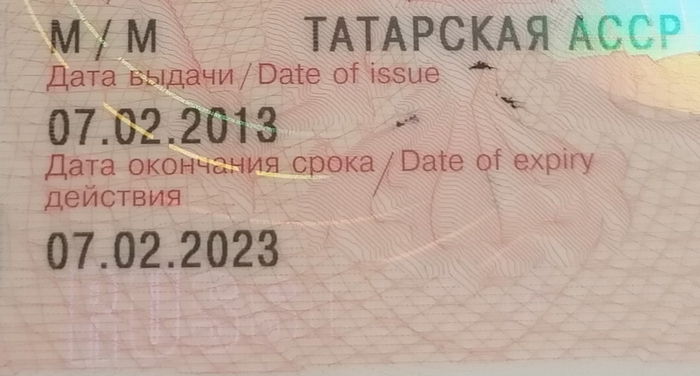 М / М ТАТАРСКАЯ АССР
Дата выдачи / Date of issue
07.02.2013
Дата окончания срока / Date of expiry
действия
07.02.2023